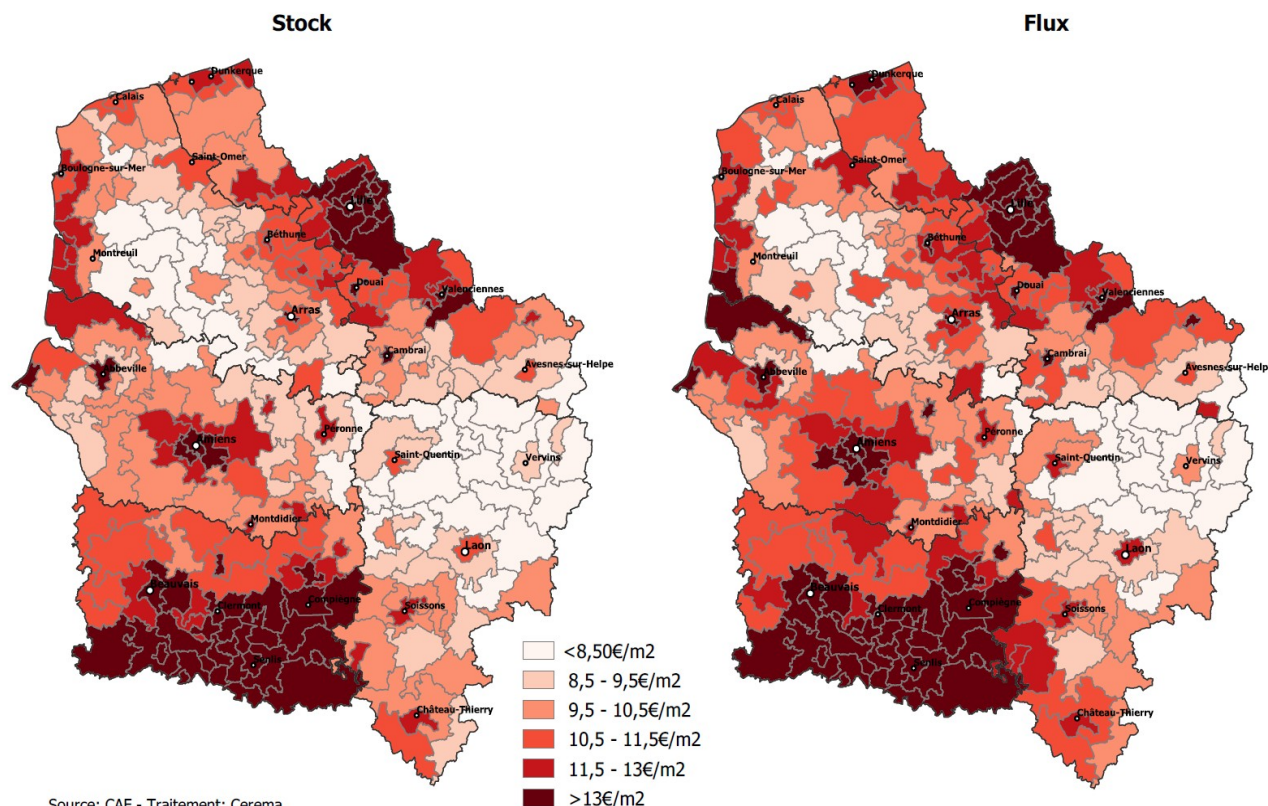 Stock
Flux
Dunkerque
Calais
Saint-Omer
Boulogne-sur-Mer
Lille
Béthune
Montreuil
Douai
Valenciennes
Arras
Cambrai
Abbeville
Avesnes-sur-Helpe
Amiens
Péronne
Saint-Quentin
Vervins
Montdidier
Laon
Beauvais
Clermont
Compiègne
Soissons
Senlis
Château-Thierry
Dunkerque
Calais
Saint-Omer
Boulogne-sur-Mer
Lille
Béthune
Montreuil
Douai
Valenciennes
Arras
Cambrai
Abbeville
Avesnes-sur-Help
Amiens
Péronne
Saint-Quentin
Vervins
Montdidier
Laon
Beauvais
Clermont
Compiègne
Soissons
Senlis
Château-Thierry
<8,50€/m2
8,5 - 9,5€/m2
9,5 - 10,5€/m2
10,5 - 11,5€/m2
11,5 - 13€/m2
>13€/m2
Source: CAF - Traitement: Cerema